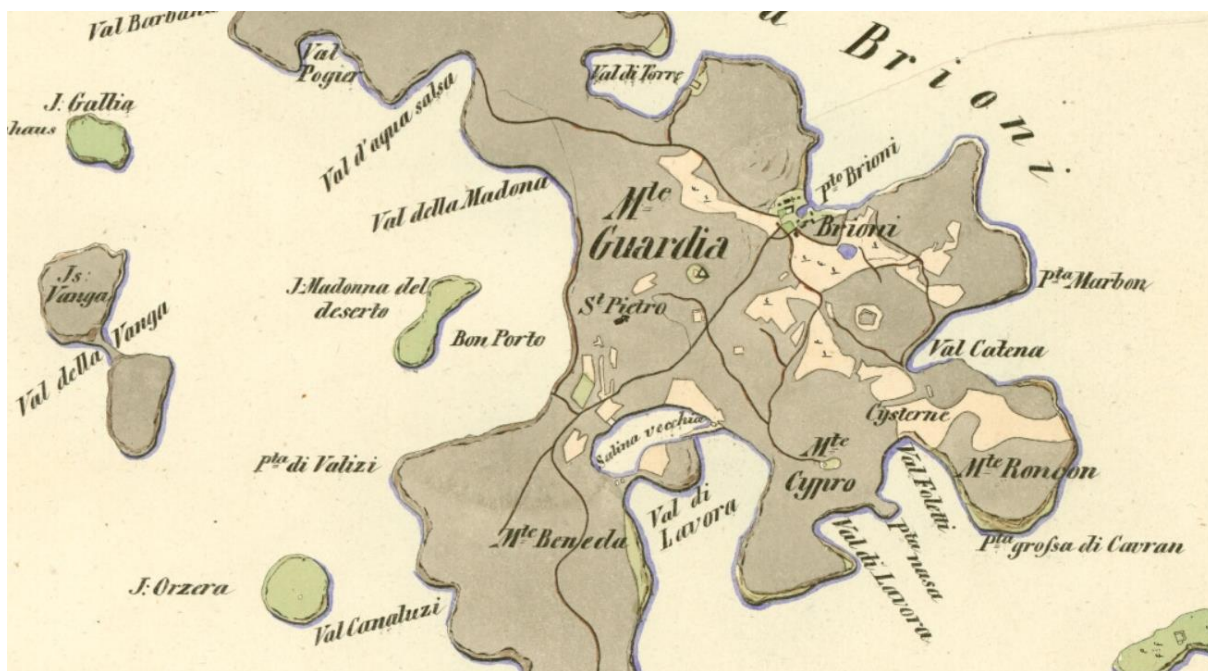 Val Barbana
a Brioni
Val
Pogier
Val di Torre
J: Gallia
haus
Val d'aqua salsa
Pto Brioni
Val della Madona
Mte
Guardia
Brioni
Js:
Vanga
J: Madonna del
deserto
Pta Marbon
St Pietro
Val della Vanga
Bon Porto
Val Catena
Cysterne
Salina vecchia
Pta di Valizi
Mte
Cypro
Mte Roncon
Val Foletti
Val di
Lavora
Mte Beneda
Pta nasa
Pta grossa di Cavran
Val di Lavora
J: Orzera
Val Canaluzi